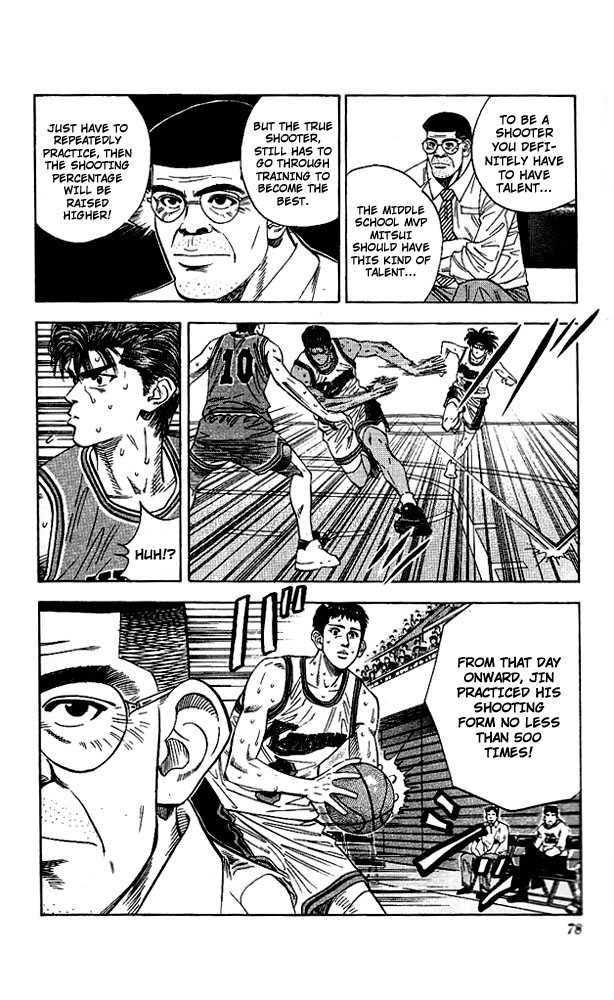 TO BE A
SHOOTER
YOU DEFI-
NITELY HAVE
TO HAVE
TALENT...
THE MIDDLE
SCHOOL MVP
MITSUI
SHOULD HAVE
THIS KIND OF
TALENT...
BUT THE TRUE
SHOOTER,
STILL HAS TO
GO THROUGH
TRAINING TO
BECOME THE
BEST.
JUST HAVE TO
REPEATEDLY
PRACTICE, THEN
THE SHOOTING
PERCENTAGE
WILL BE
RAISED
HIGHER!
10
HUH!?
FROM THAT DAY
ONWARD, JIN
PRACTICED HIS
SHOOTING
FORM NO LESS
THAN 500
TIMES!
78